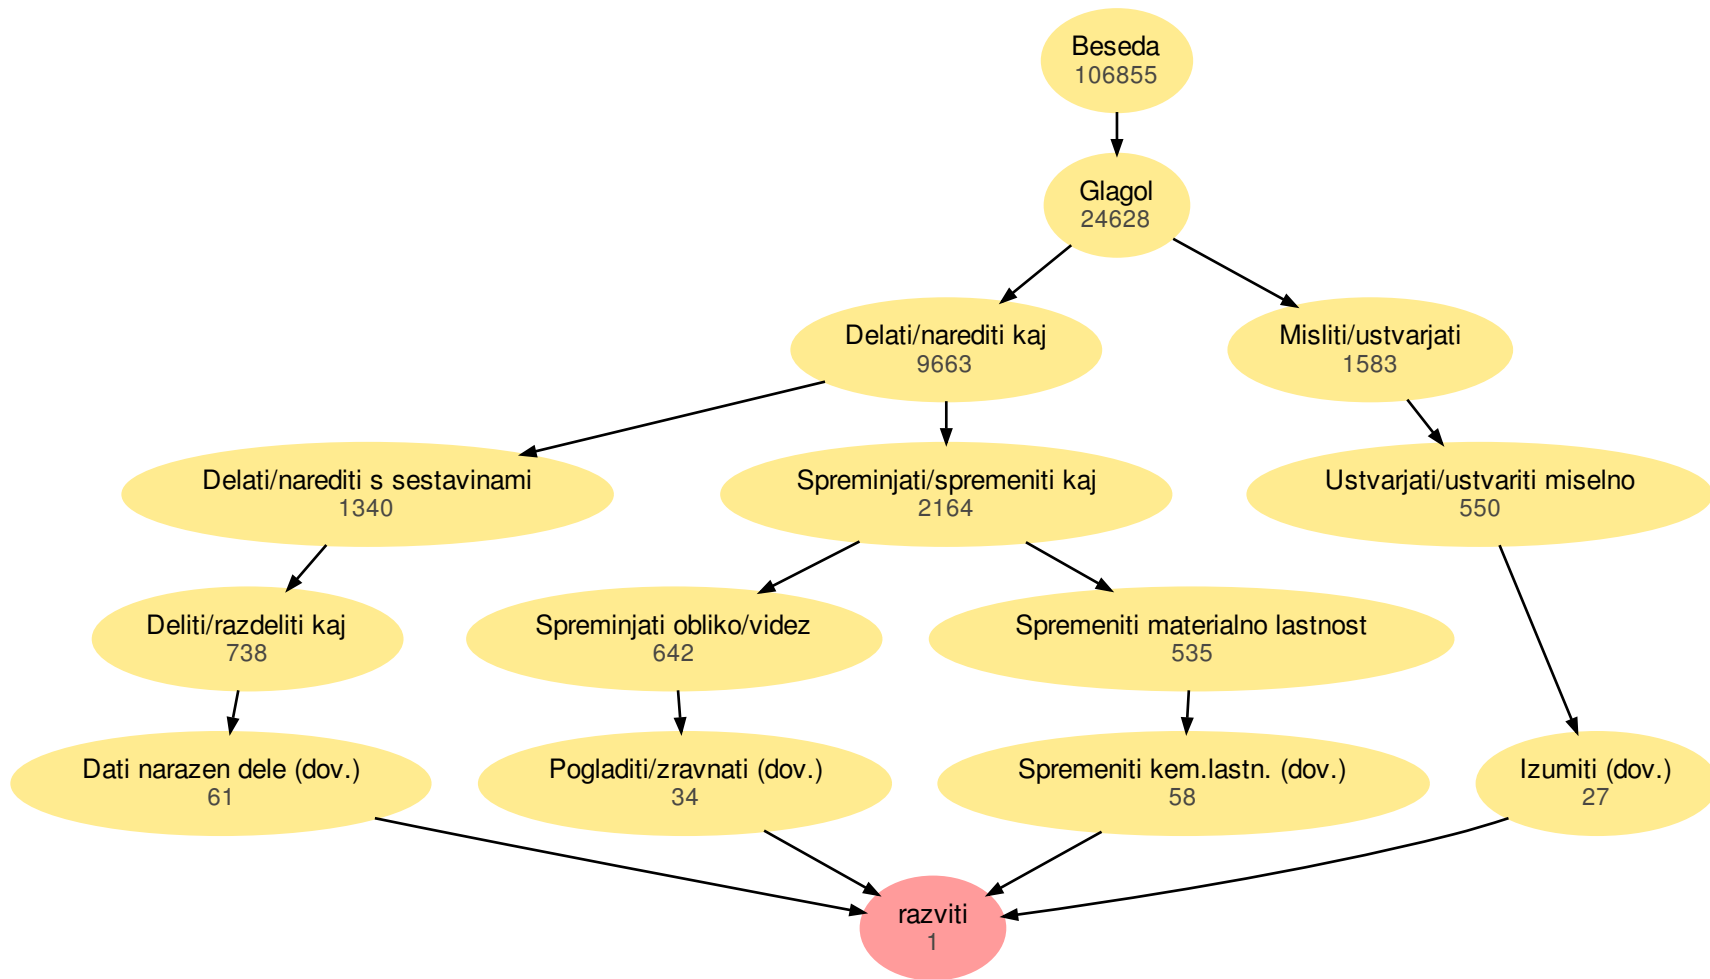 Beseda
106855
Glagol
24628
Delati/narediti kaj
9663
Misliti/ustvarjati
1583
Delati/narediti s sestavinami
1340
Spreminjati/spremeniti kaj
2164
Ustvarjati/ustvariti miselno
550
Deliti/razdeliti kaj
738
Spreminjati obliko/videz
642
Spremeniti materialno lastnost
535
Dati narazen dele (dov.)
61
Pogladiti/zravnati (dov.)
34
Spremeniti kem.lastn. (dov.)
58
Izumiti (dov.)
27
razviti
1